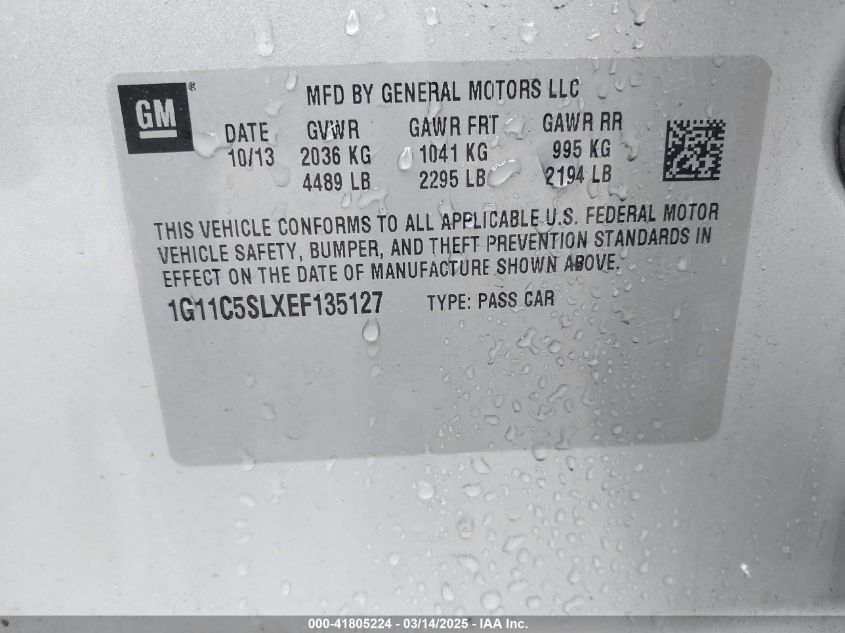 GM®
MFD BY GENERAL MOTORS LLC
DATE GVWR GAWR FRT GAWR RR
10/13 2036 KG 1041 KG 995 KG
4489 LB 2295 LB 2194 LB
THIS VEHICLE CONFORMS TO ALL APPLICABLE U.S. FEDERAL MOTOR
VEHICLE SAFETY, BUMPER, AND THEFT PREVENTION STANDARDS IN
EFFECT ON THE DATE OF MANUFACTURE SHOWN ABOVE.
1G11C5SLXEF135127 TYPE: PASS CAR
000-41805224 - 03/14/2025 - IAA, Inc.